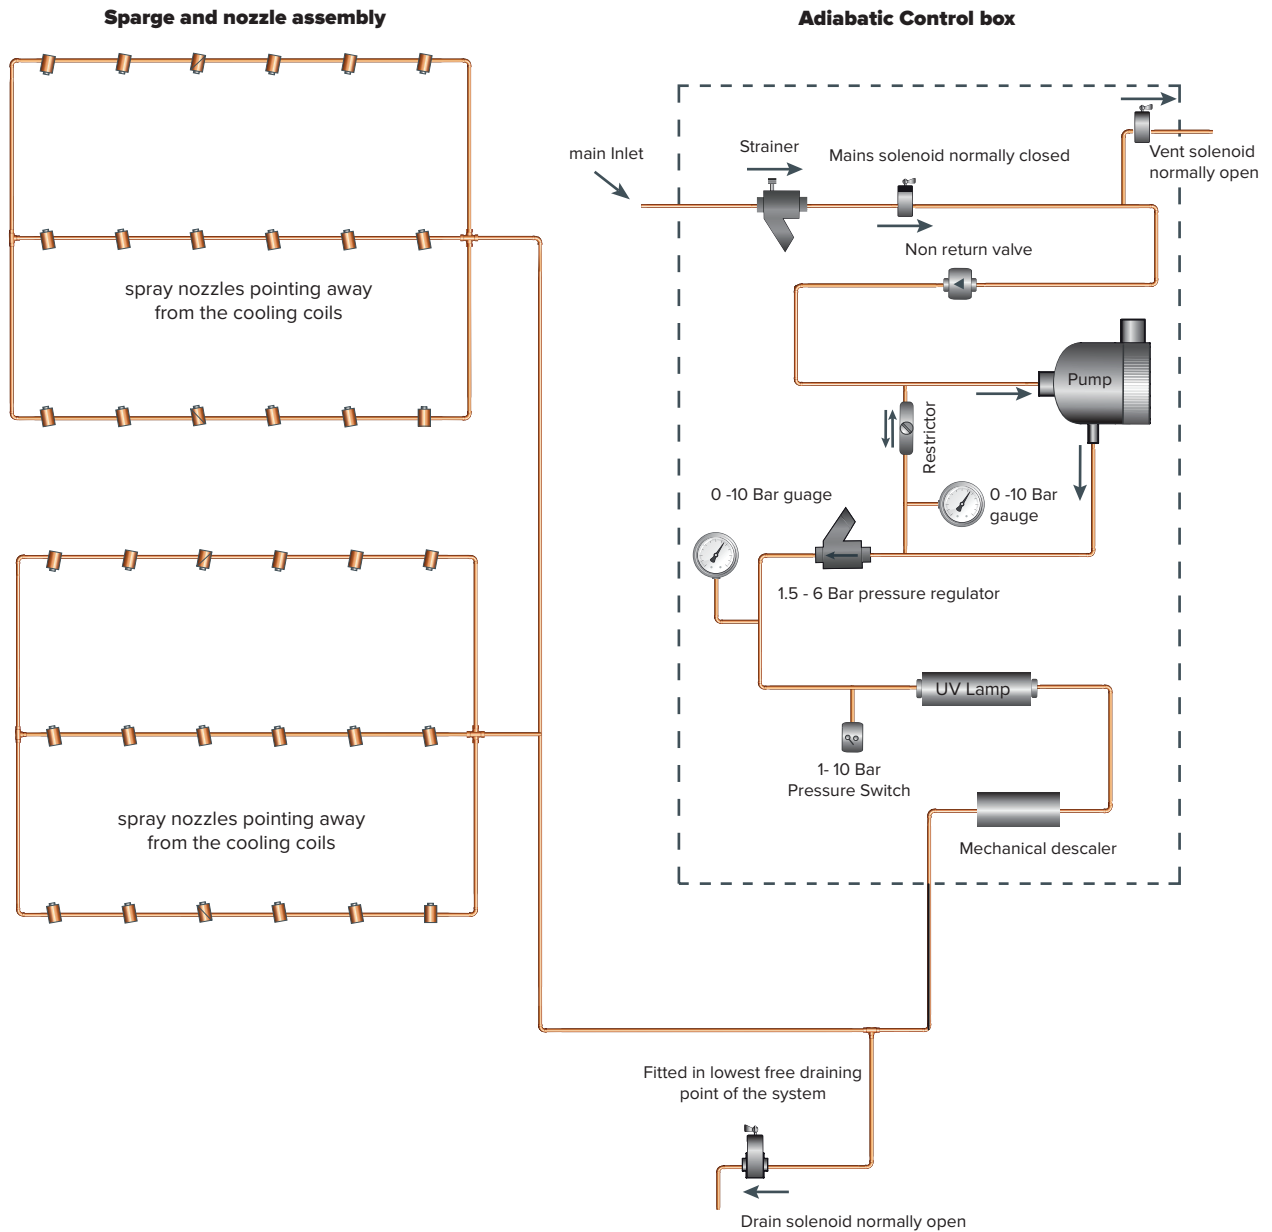 Sparge and nozzle assembly
Adiabatic Control box
main Inlet
Strainer
Mains solenoid normally closed
Vent solenoid
normally open
Non return valve
spray nozzles pointing away
from the cooling coils
Pump
Restrictor
0 -10 Bar guage
0 -10 Bar
gauge
1.5 - 6 Bar pressure regulator
UV Lamp
1- 10 Bar
Pressure Switch
spray nozzles pointing away
from the cooling coils
Mechanical descaler
Fitted in lowest free draining
point of the system
Drain solenoid normally open